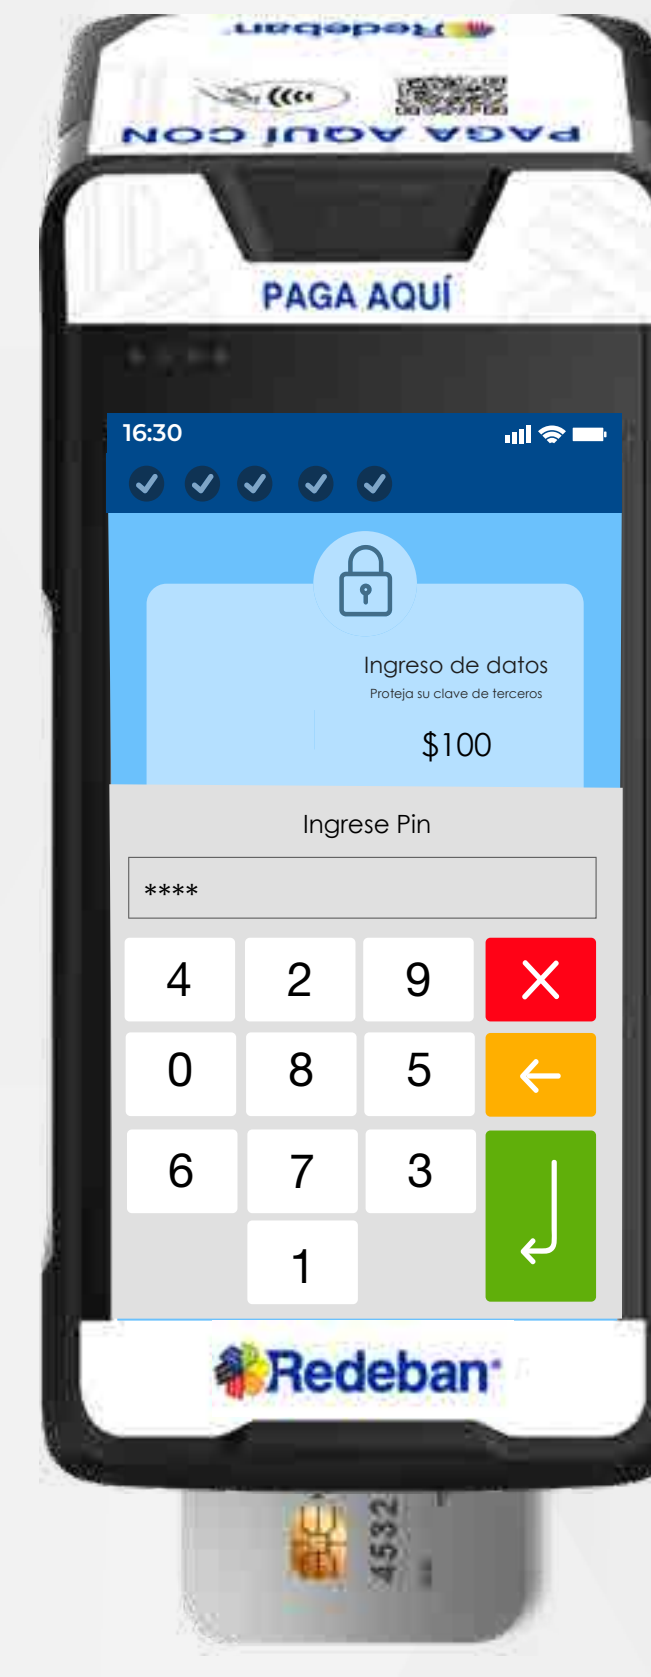 Redeban
PAGA AQUÍ CON
PAGA AQUÍ
16:30
Ingreso de datos
Proteja su clave de terceros
$100
Ingrese Pin
****
4 2 9
0 8 5
6 7 3
1
Redeban
4532